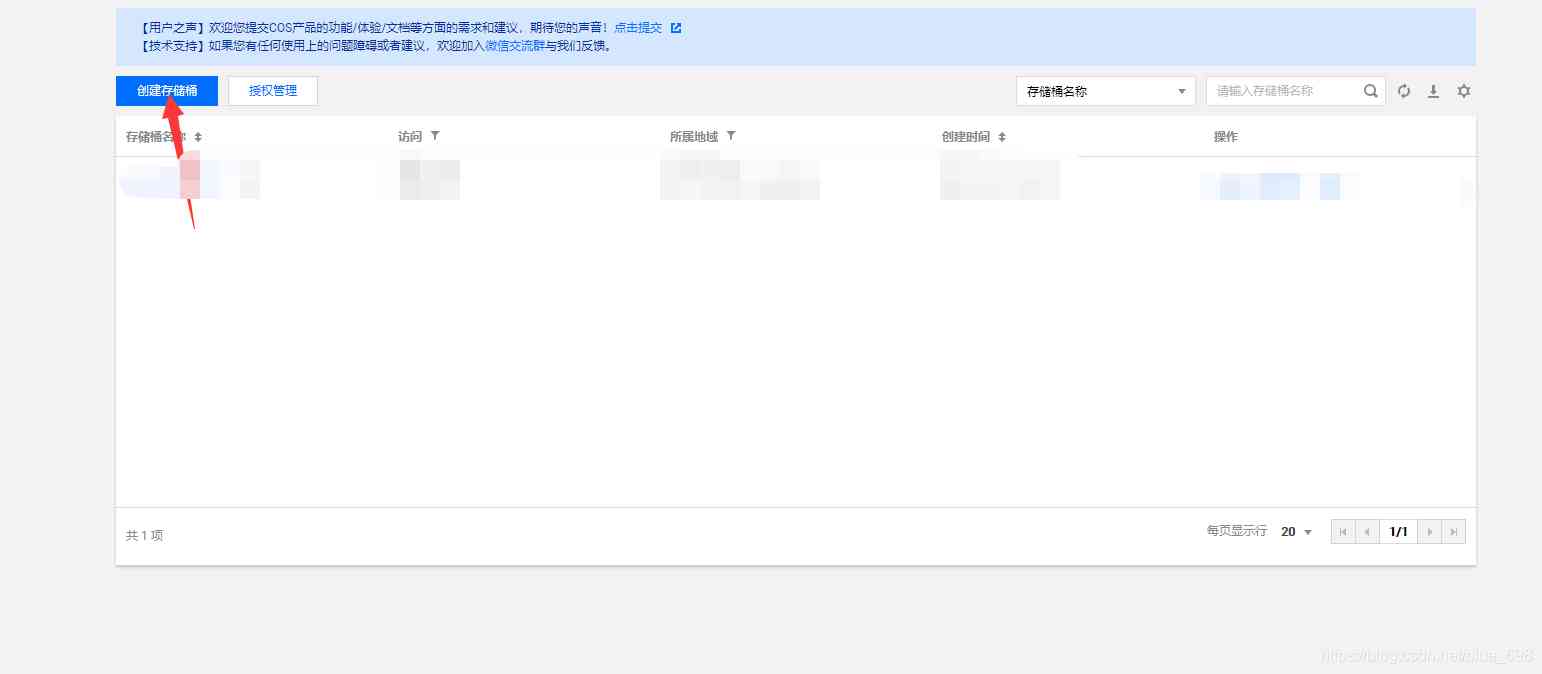 【用户之声】欢迎您提交COS产品的功能/体验/文档等方面的需求和建议，期待您的声音！点击提交
【技术支持】如果您有任何使用上的问题障碍或者建议，欢迎加入微信交流群与我们反馈。
创建存储桶 授权管理 存储桶名称 请输入存储桶名称
存储桶名称 访问 所属地域 创建时间 操作
共 1 项 每页显示行 20 1/1
https://blog.csdn.net/blue_698